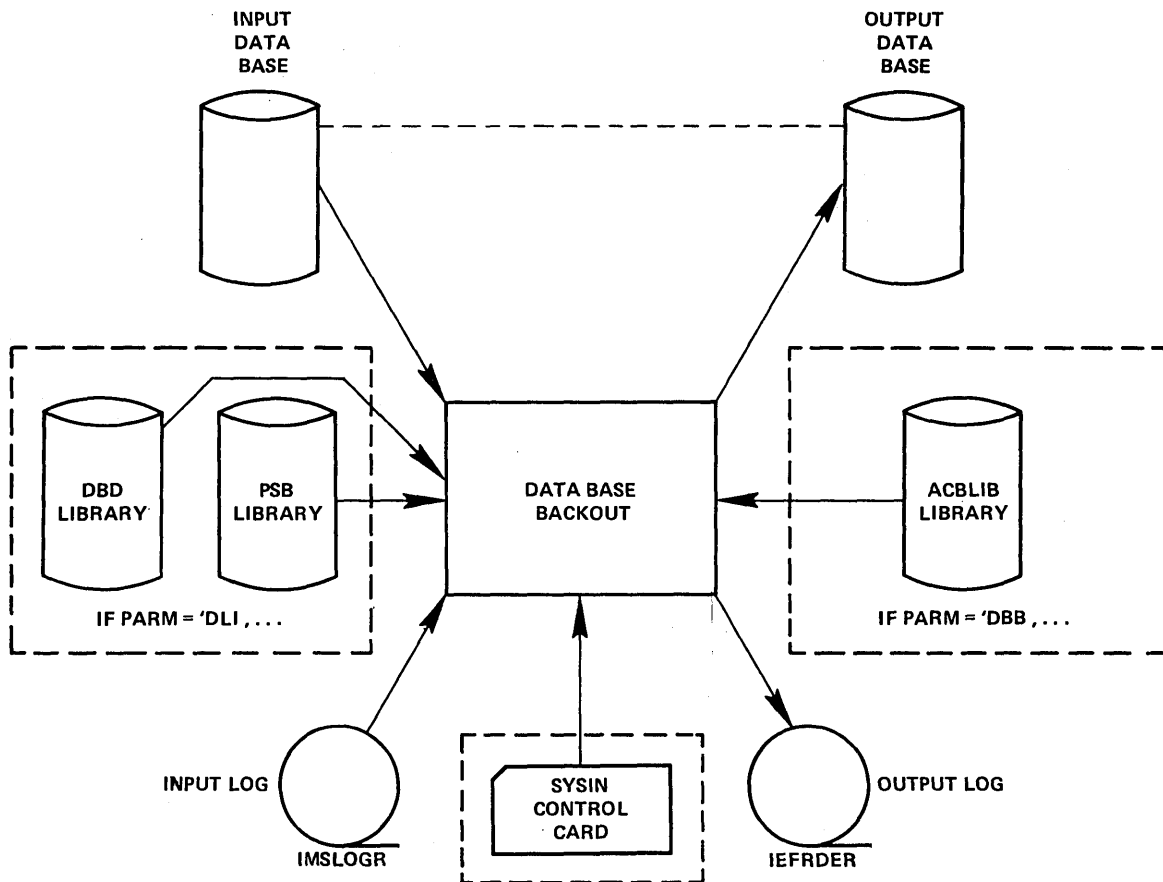 INPUT
DATA
BASE
OUTPUT
DATA
BASE
DBD
LIBRARY
PSB
LIBRARY
IF PARM = 'DLI, . . .
DATA BASE
BACKOUT
ACBLIB
LIBRARY
IF PARM = 'DBB, . . .
INPUT LOG
IMSLOGR
SYSIN
CONTROL
CARD
OUTPUT LOG
IEFRDER